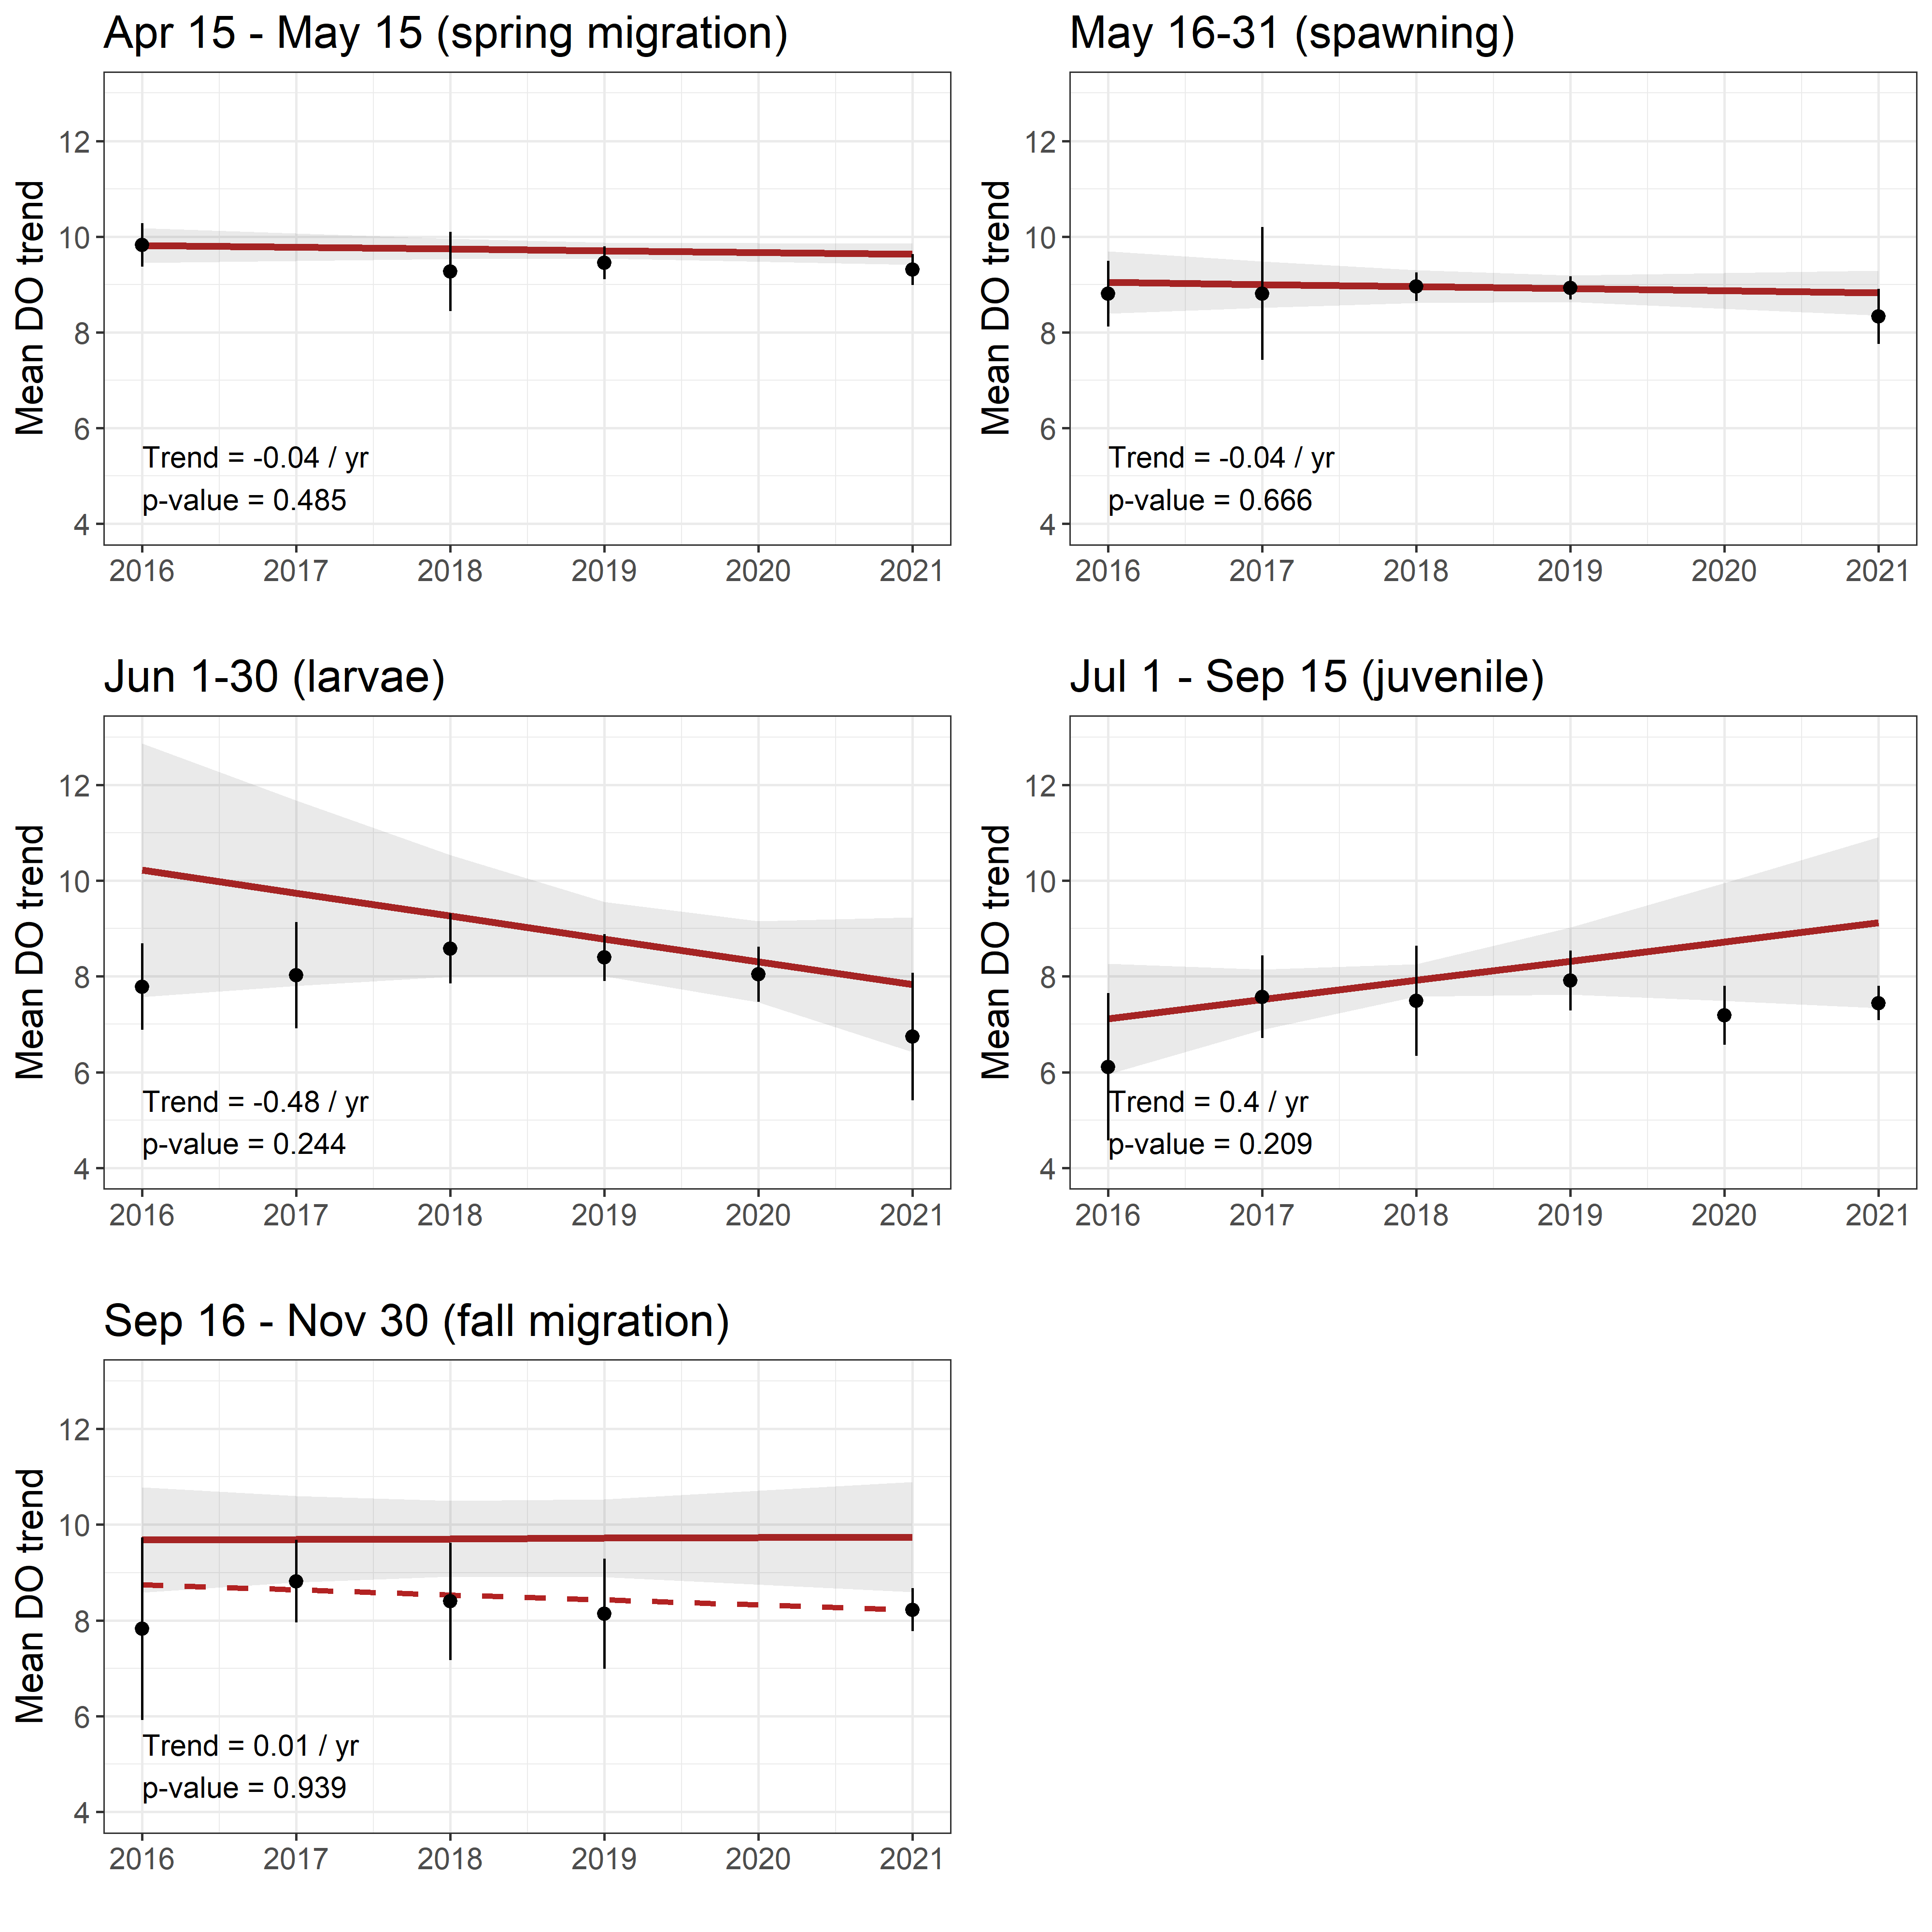 Apr 15 - May 15 (spring migration)
Mean DO trend
12
10
8
6
4
Trend = -0.04 / yr
p-value = 0.485
2016 2017 2018 2019 2020 2021
May 16-31 (spawning)
Mean DO trend
12
10
8
6
4
Trend = -0.04 / yr
p-value = 0.666
2016 2017 2018 2019 2020 2021
Jun 1-30 (larvae)
Mean DO trend
12
10
8
6
4
Trend = -0.48 / yr
p-value = 0.244
2016 2017 2018 2019 2020 2021
Jul 1 - Sep 15 (juvenile)
Mean DO trend
12
10
8
6
4
Trend = 0.4 / yr
p-value = 0.209
2016 2017 2018 2019 2020 2021
Sep 16 - Nov 30 (fall migration)
Mean DO trend
12
10
8
6
4
Trend = 0.01 / yr
p-value = 0.939
2016 2017 2018 2019 2020 2021